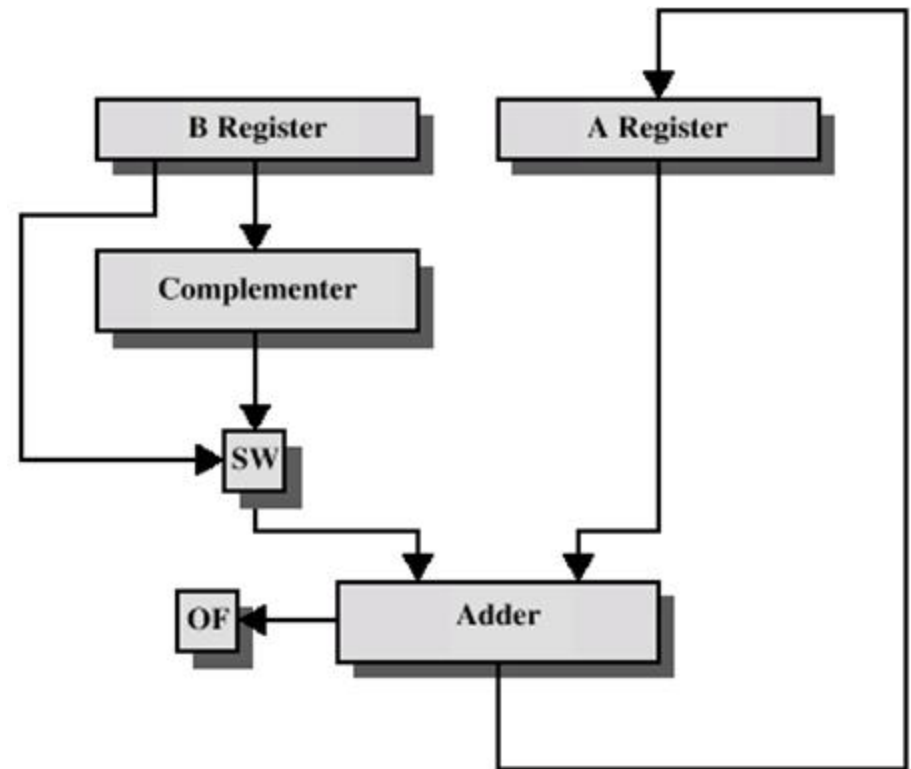 B Register
A Register
Complementer
SW
OF
Adder